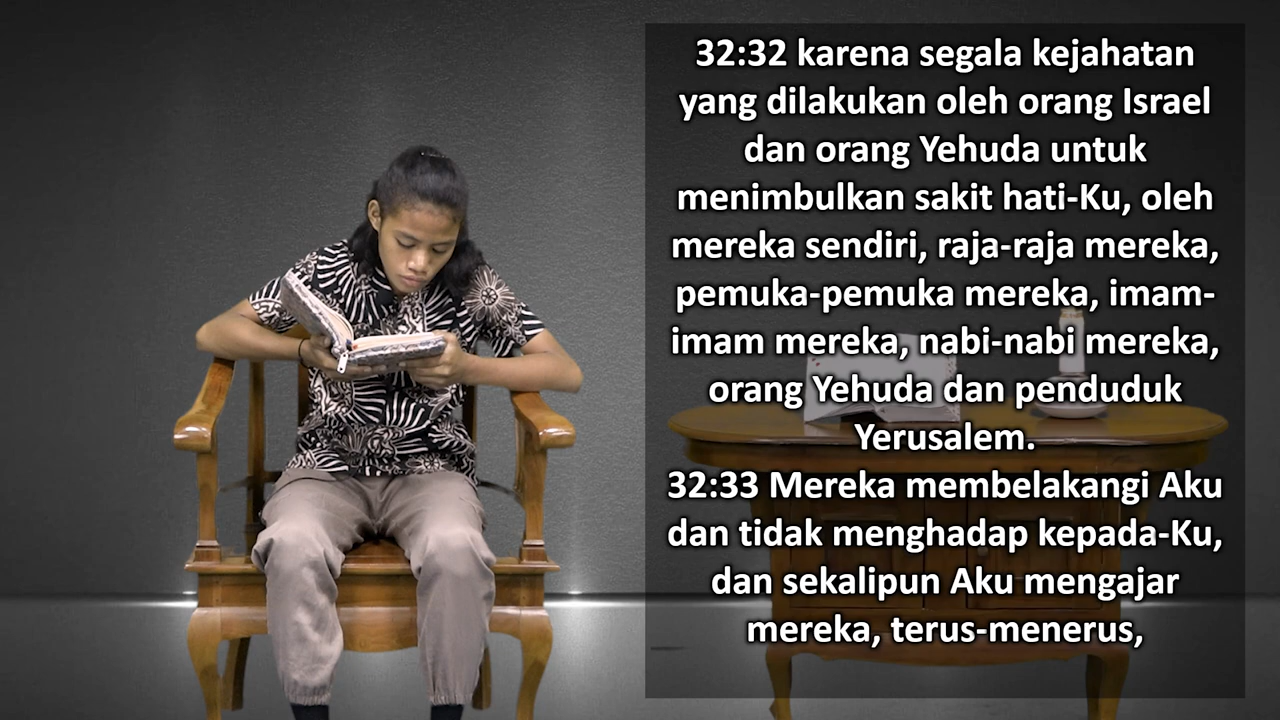 32:32 karena segala kejahatan
yang dilakukan oleh orang Israel
dan orang Yehuda untuk
menimbulkan sakit hati-Ku, oleh
mereka sendiri, raja-raja mereka,
pemuka-pemuka mereka, imam-
imam mereka, nabi-nabi mereka,
orang Yehuda dan penduduk
Yerusalem.
32:33 Mereka membelakangi Aku
dan tidak menghadap kepada-Ku,
dan sekalipun Aku mengajar
mereka, terus-menerus,